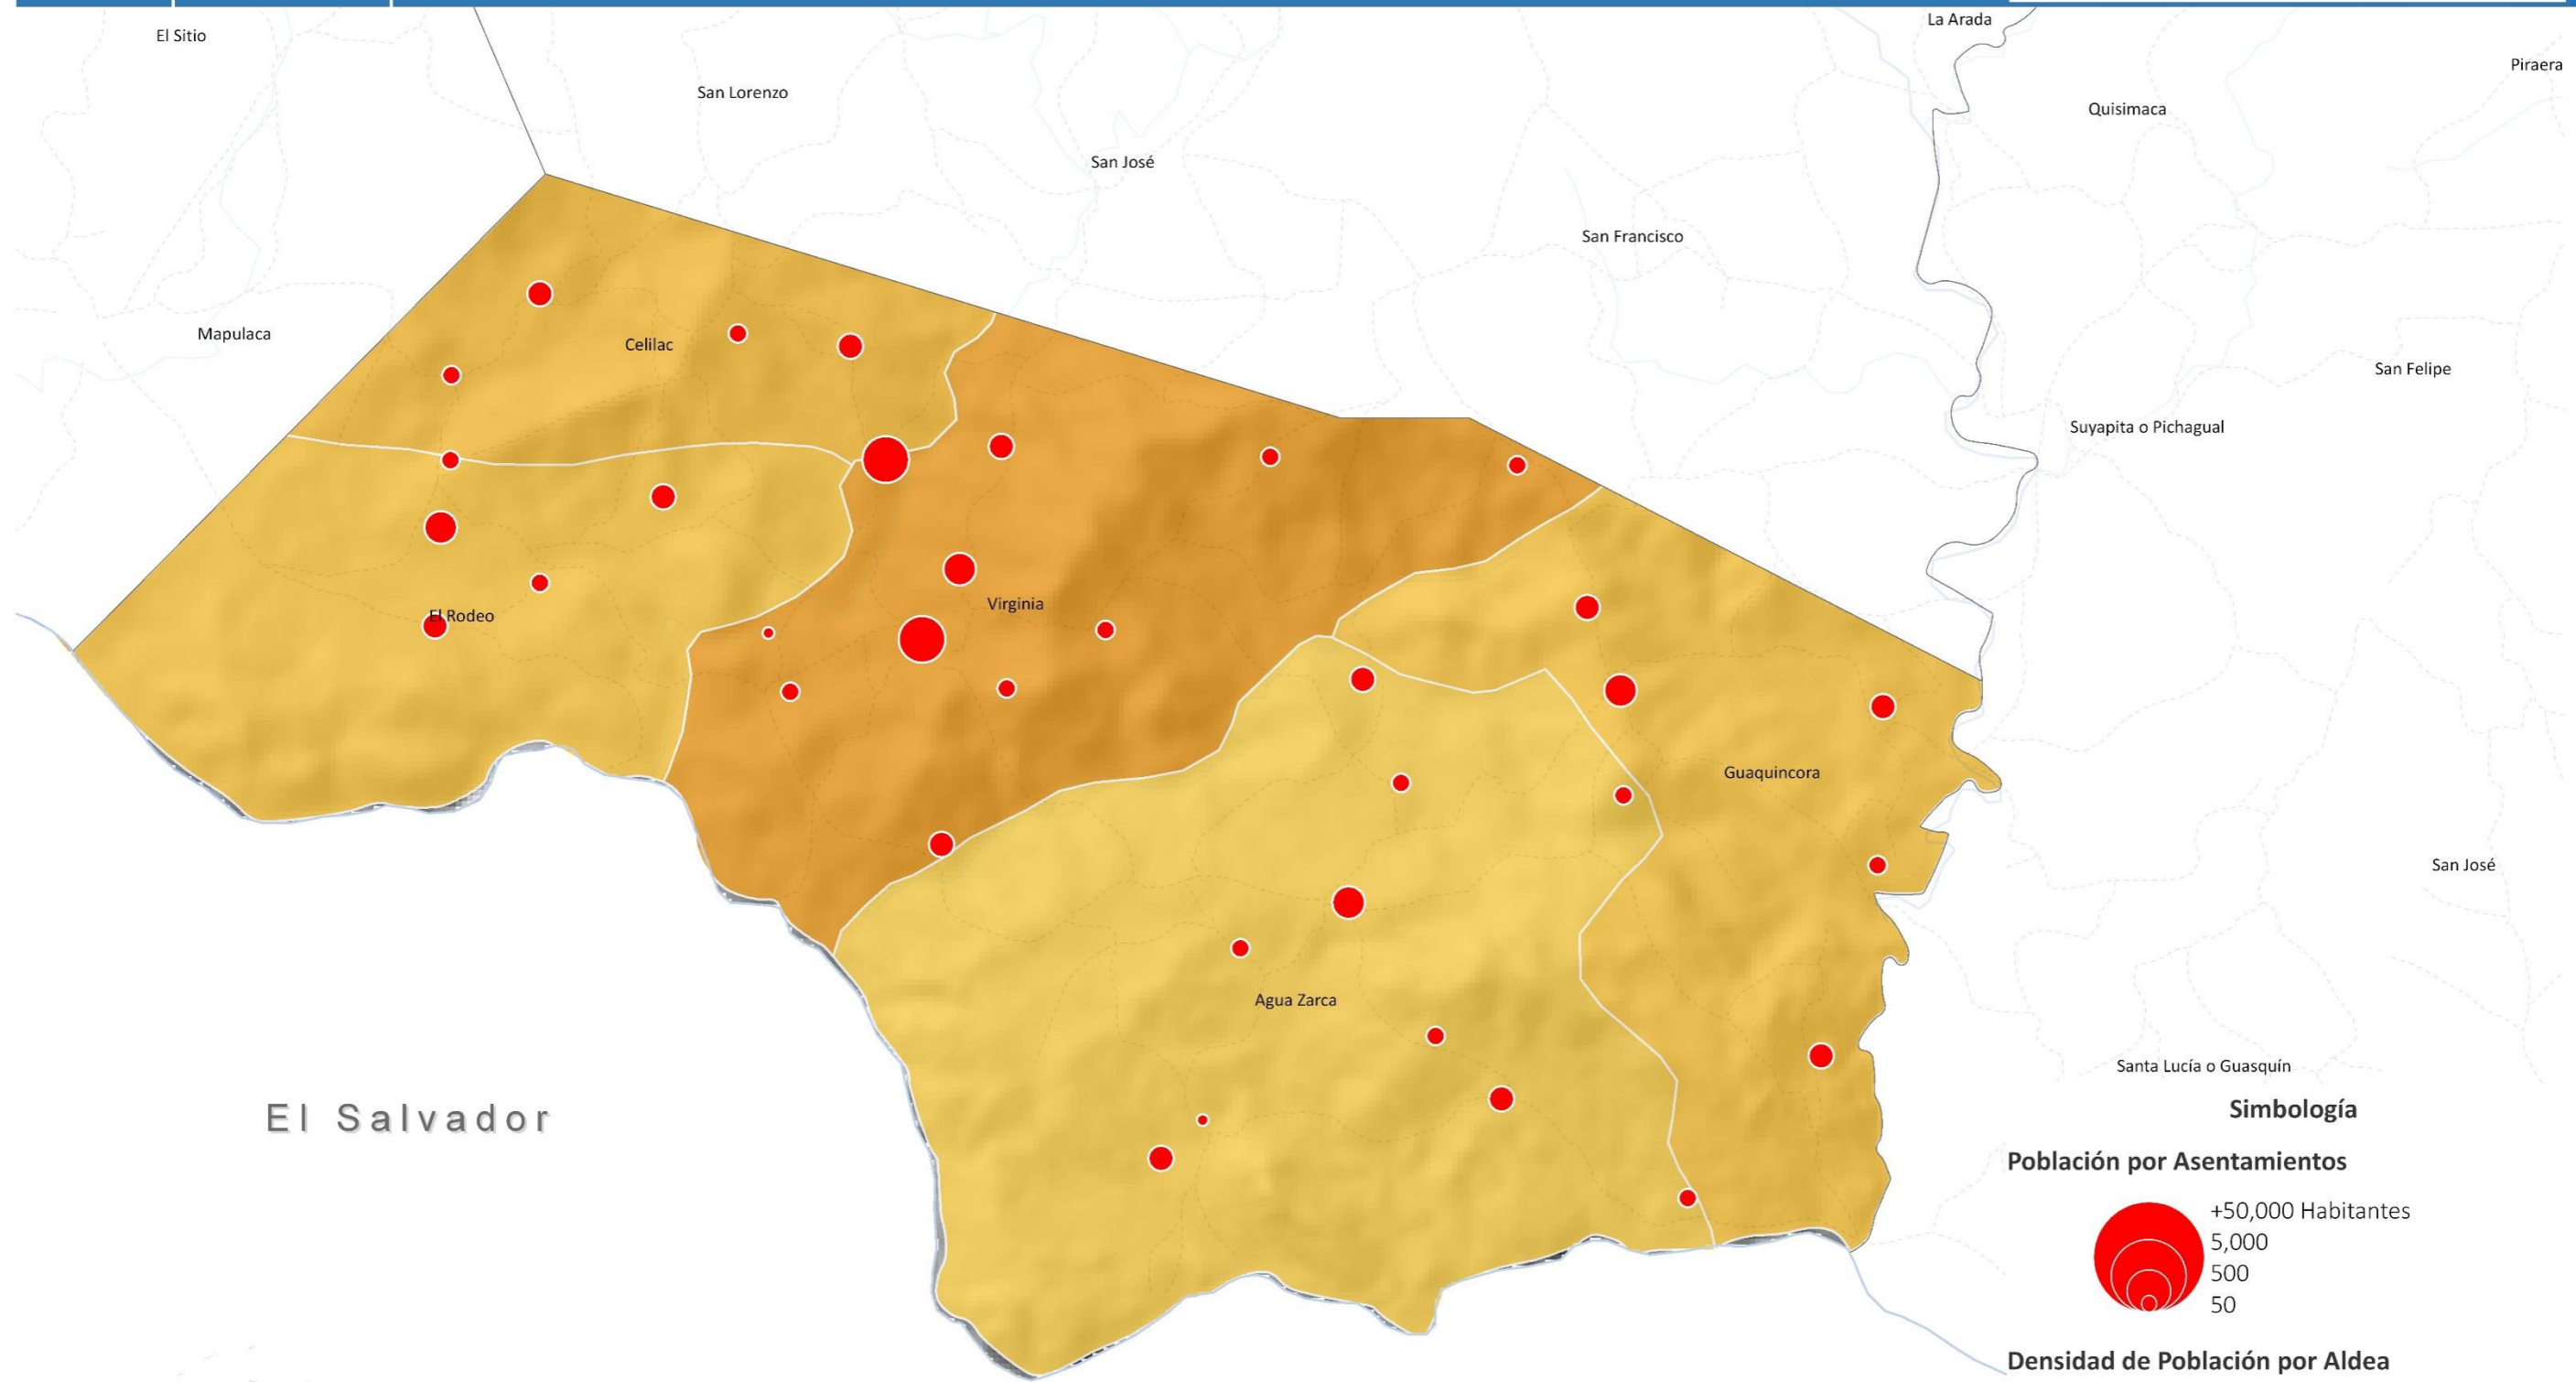 La Arada
El Sitio
Piraera
San Lorenzo
Quisimaca
San José
San Francisco
Mapulaca
Celilac
San Felipe
Suyapita o Pichagual
Virginia
El Rodeo
Guaquincora
San José
Agua Zarca
Santa Lucía o Guasquín
El Salvador
Simbología
Población por Asentamientos
+50,000 Habitantes
5,000
500
50
Densidad de Población por Aldea